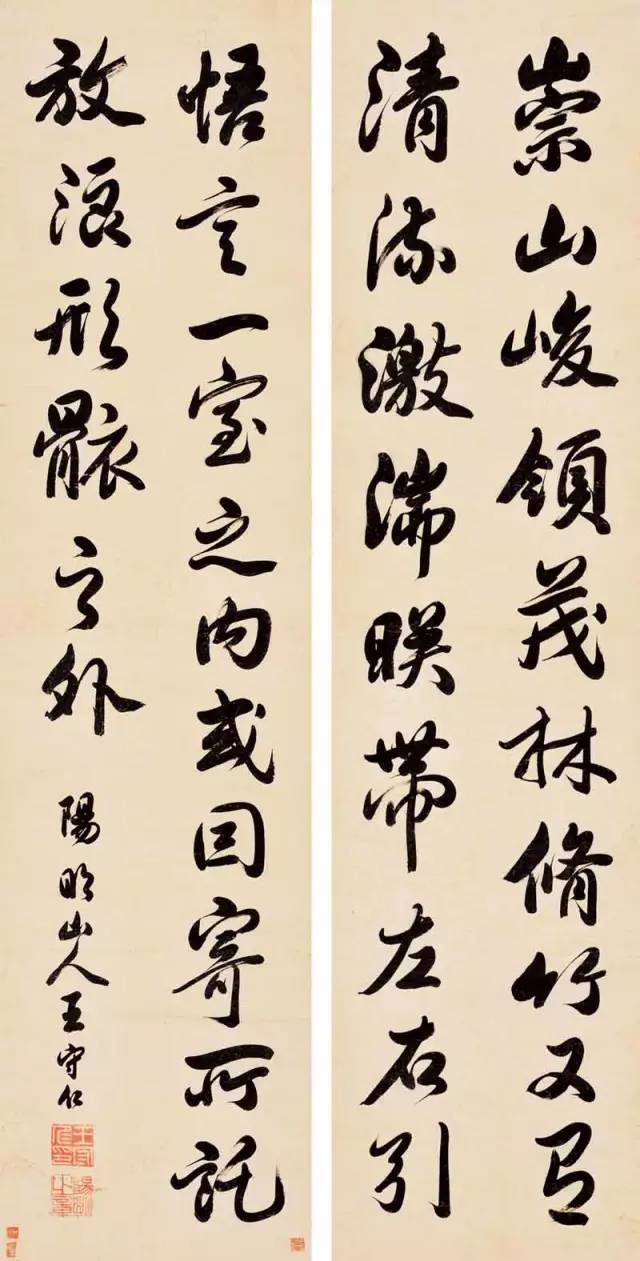 崇山峻領茂林脩竹又有
清流激湍暎帶左右引
悟言一室之內或因寄所託
放浪形骸之外
陽明山人王守仁